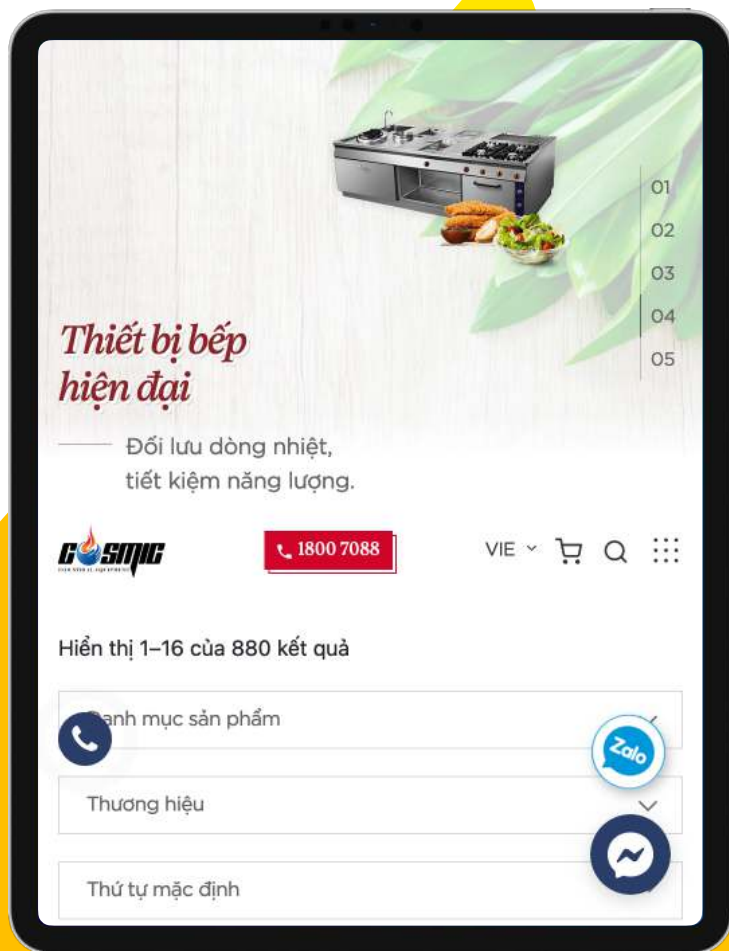 01
02
03
04
05
Thiết bị bếp
hiện đại
Đối lưu dòng nhiệt,
tiết kiệm năng lượng.
COSMIC
1800 7088
VIE
Hiển thị 1–16 của 880 kết quả
Danh mục sản phẩm
Zalo
Thương hiệu
Thứ tự mặc định